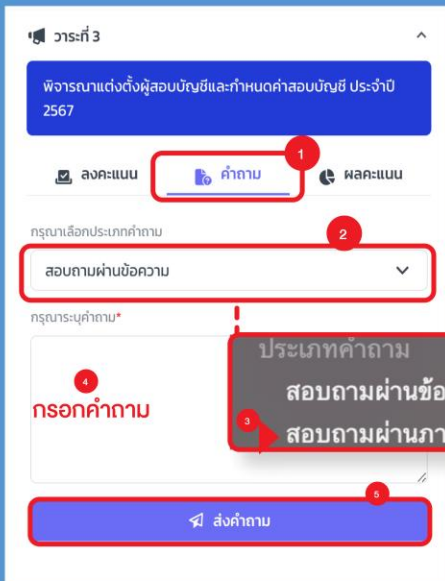 วาระที่ 3
พิจารณาแต่งตั้งผู้สอบบัญชีและกำหนดค่าสอบบัญชี ประจำปี
2567
1
ลงคะแนน คำถาม ผลคะแนน
กรุณาเลือกประเภทคำถาม
2
สอบถามผ่านข้อความ
กรุณาระบุคำถาม*
ประเภทคำถาม
สอบถามผ่านข้อ
3
สอบถามผ่านภา
4
กรอกคำถาม
5
ส่งคำถาม